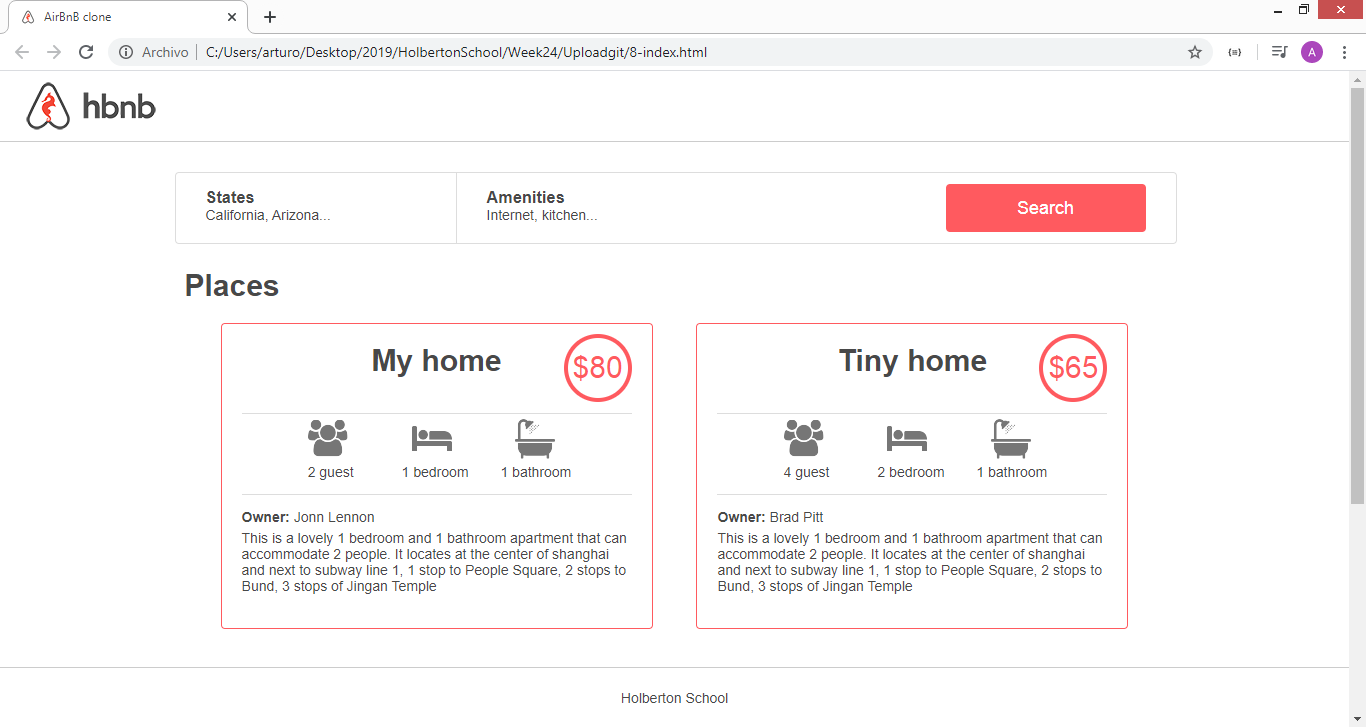 AirBnB clone
Archivo
C:/Users/arturo/Desktop/2019/HolbertonSchool/Week24/Uploadgit/8-index.html
A
hbnb
States
California, Arizona...
Amenities
Internet, kitchen...
Search
Places
My home
$80
2 guest
1 bedroom
1 bathroom
Owner: Jonn Lennon
This is a lovely 1 bedroom and 1 bathroom apartment that can
accommodate 2 people. It locates at the center of shanghai
and next to subway line 1, 1 stop to People Square, 2 stops to
Bund, 3 stops of Jingan Temple
Tiny home
$65
4 guest
2 bedroom
1 bathroom
Owner: Brad Pitt
This is a lovely 1 bedroom and 1 bathroom apartment that can
accommodate 2 people. It locates at the center of shanghai
and next to subway line 1, 1 stop to People Square, 2 stops to
Bund, 3 stops of Jingan Temple
Holberton School